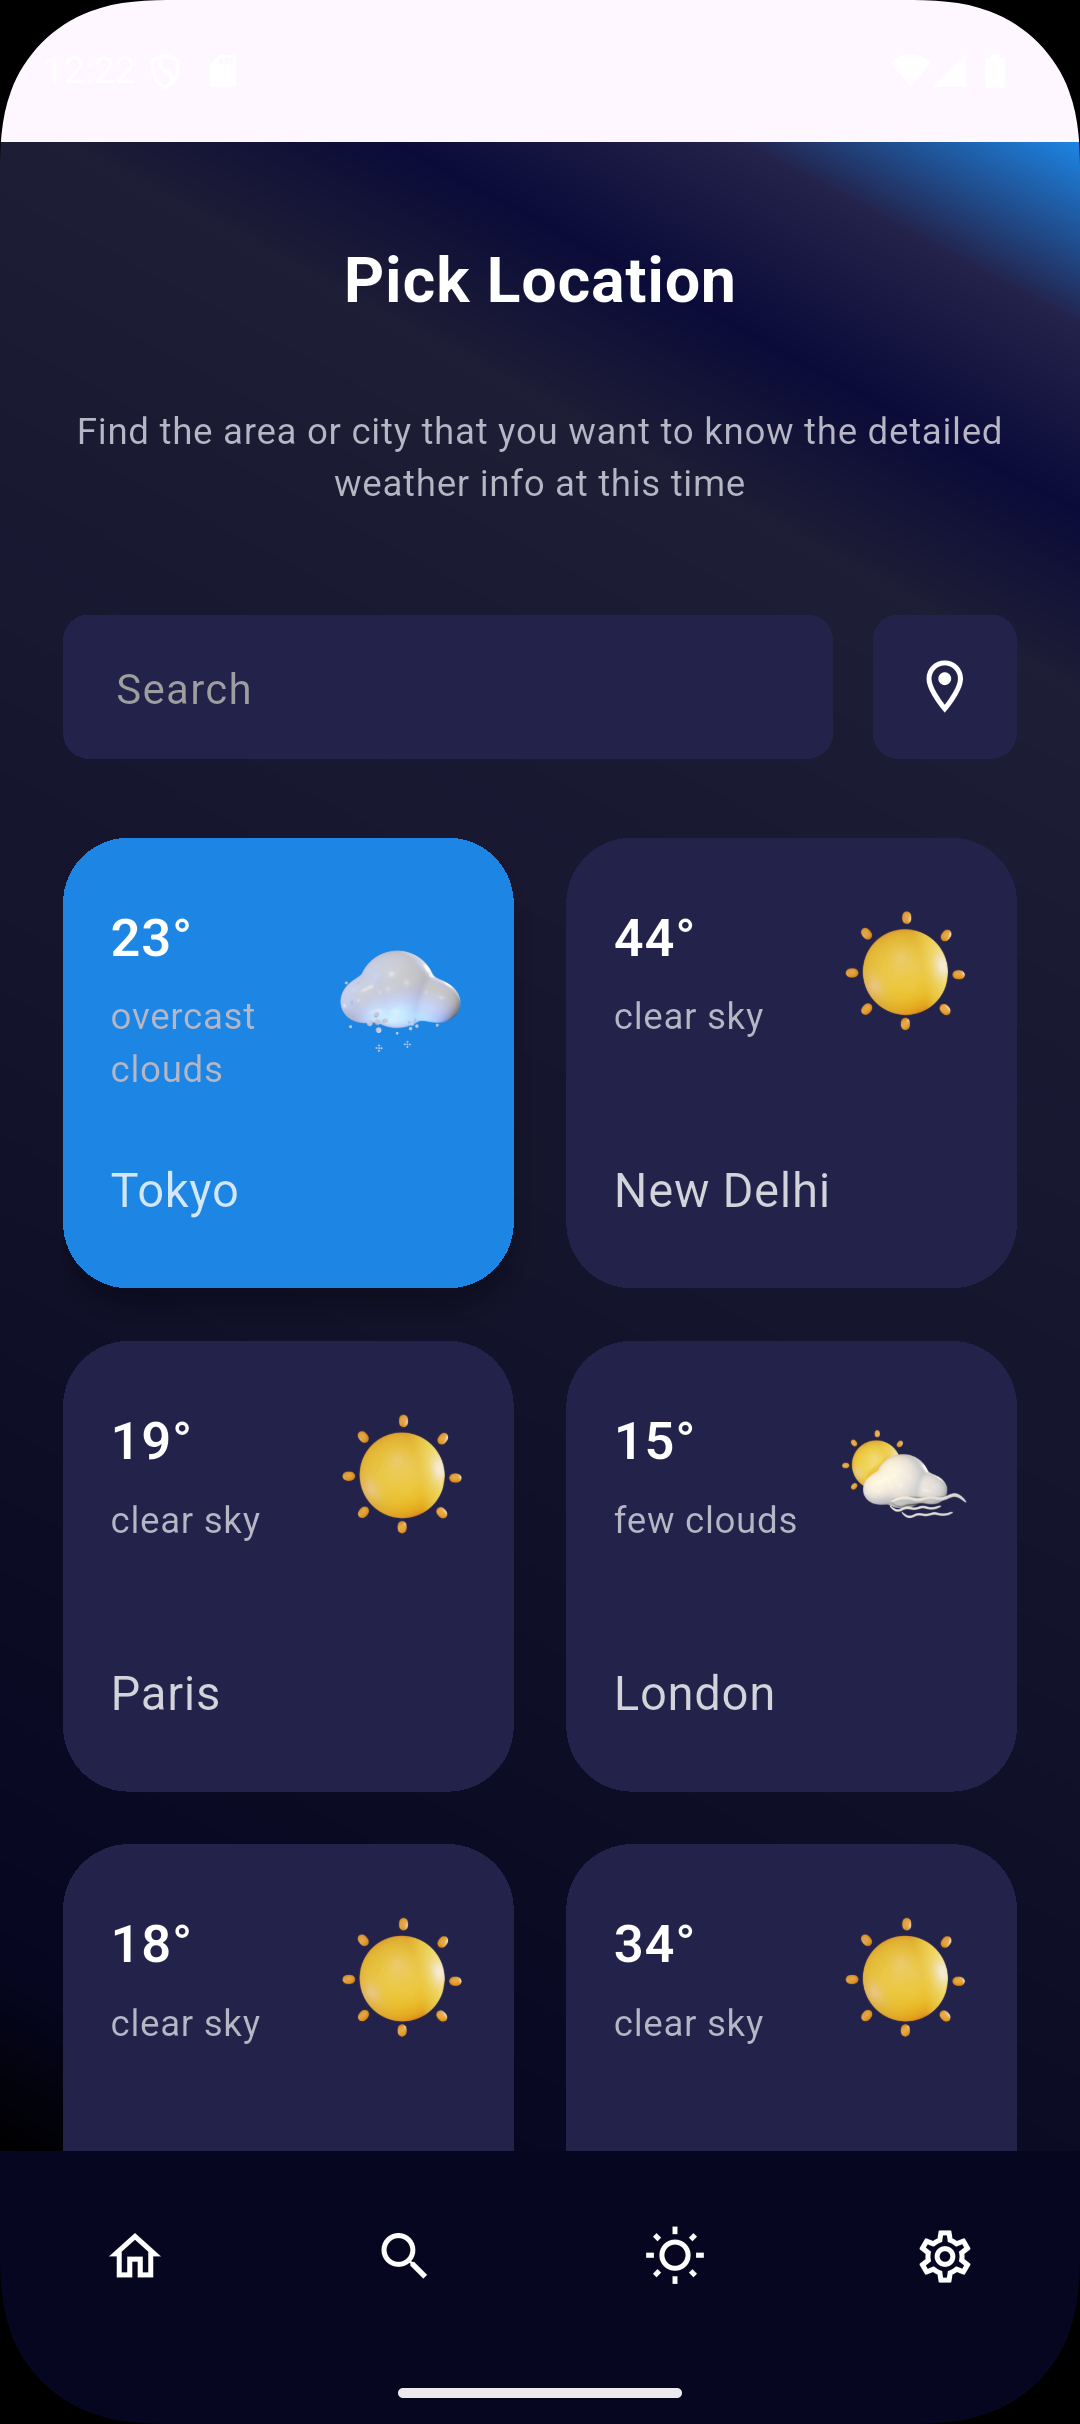 12:22
Pick Location
Find the area or city that you want to know the detailed
weather info at this time
Search
23°
overcast
clouds
Tokyo
44°
clear sky
New Delhi
19°
clear sky
Paris
15°
few clouds
London
18°
clear sky
34°
clear sky